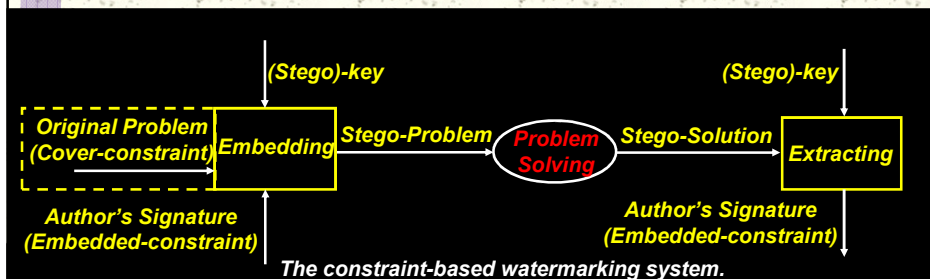 (Stego)-key
(Stego)-key
Original Problem
(Cover-constraint)
Embedding
Stego-Problem
Problem
Solving
Stego-Solution
Extracting
Author's Signature
(Embedded-constraint)
Author's Signature
(Embedded-constraint)
The constraint-based watermarking system.